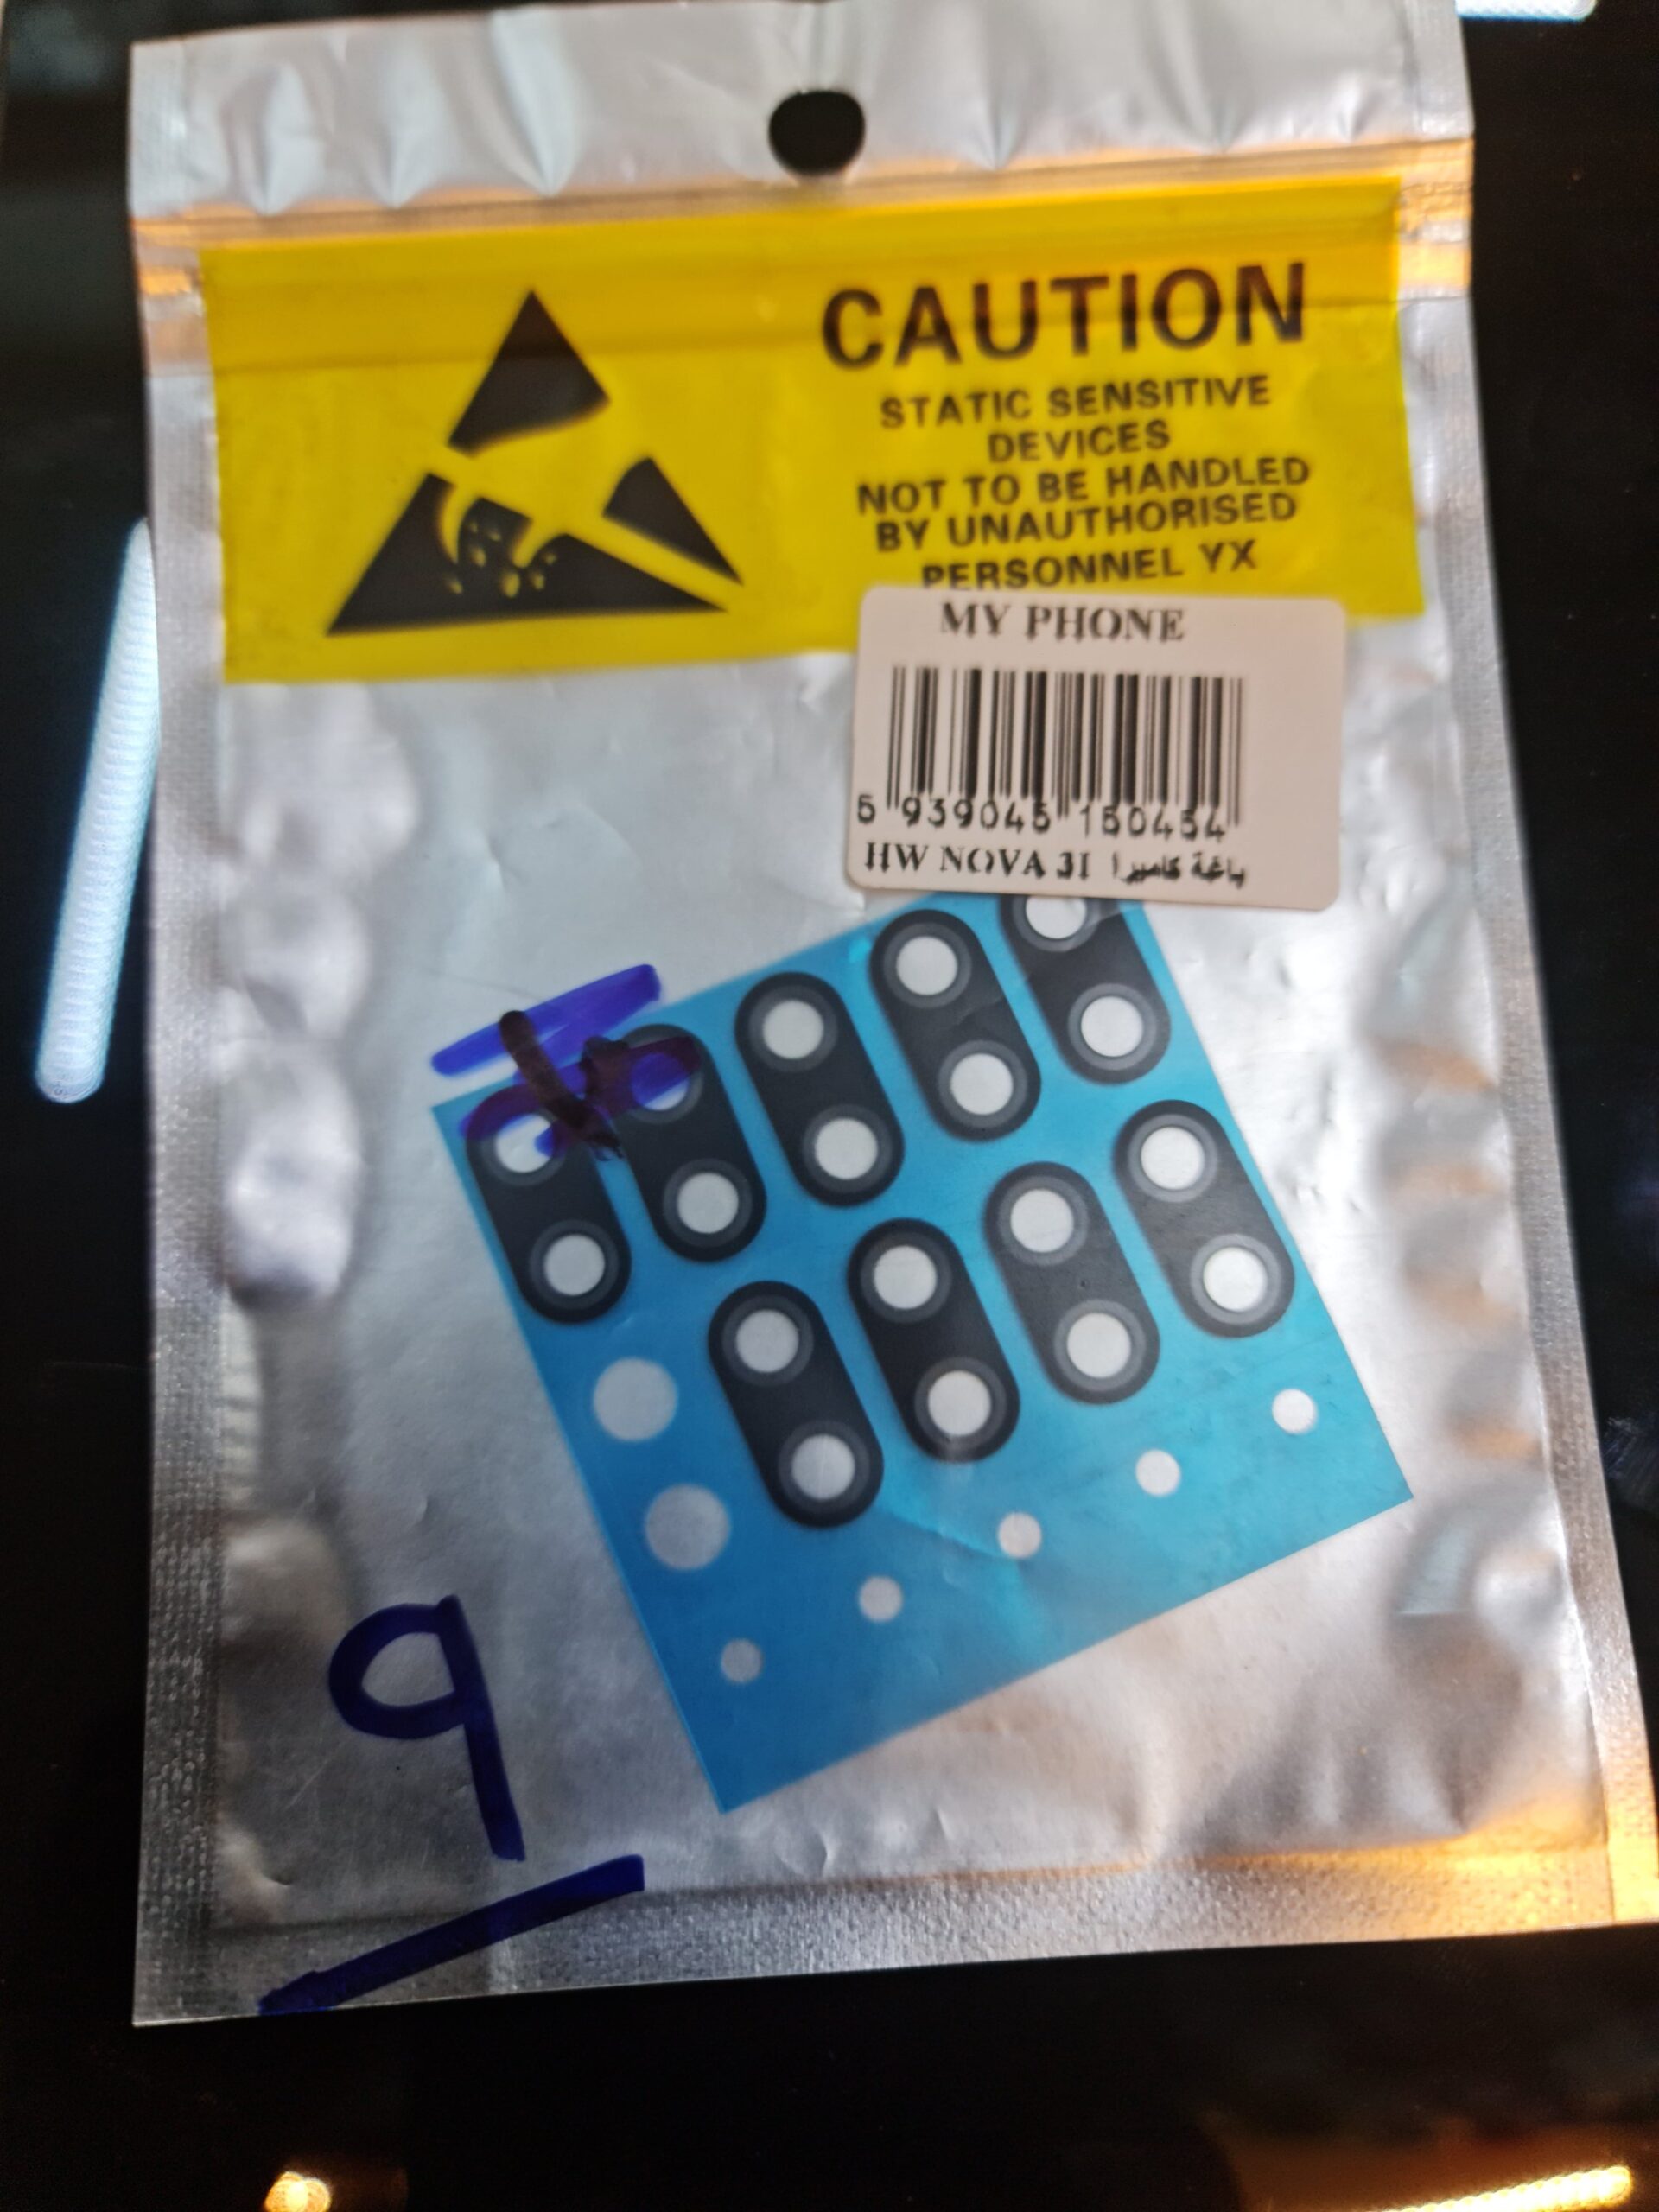 CAUTION
STATIC SENSITIVE
DEVICES
NOT TO BE HANDLED
BY UNAUTHORISED
PERSONNEL YX
MY PHONE
5 939045 150454
HW NOVA 3I باغة كاميرا
9